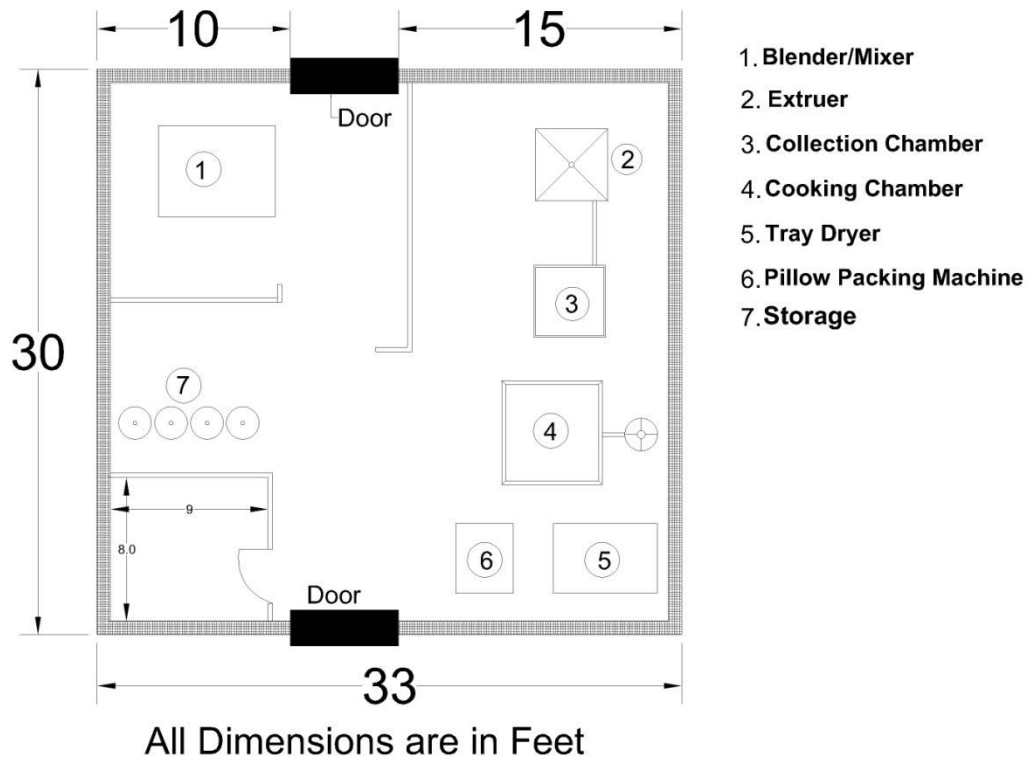 10
15
30
Door
1
2
3
7
4
9
8.0
6
5
Door
33
All Dimensions are in Feet
1. Blender/Mixer
2. Extruer
3. Collection Chamber
4. Cooking Chamber
5. Tray Dryer
6. Pillow Packing Machine
7. Storage